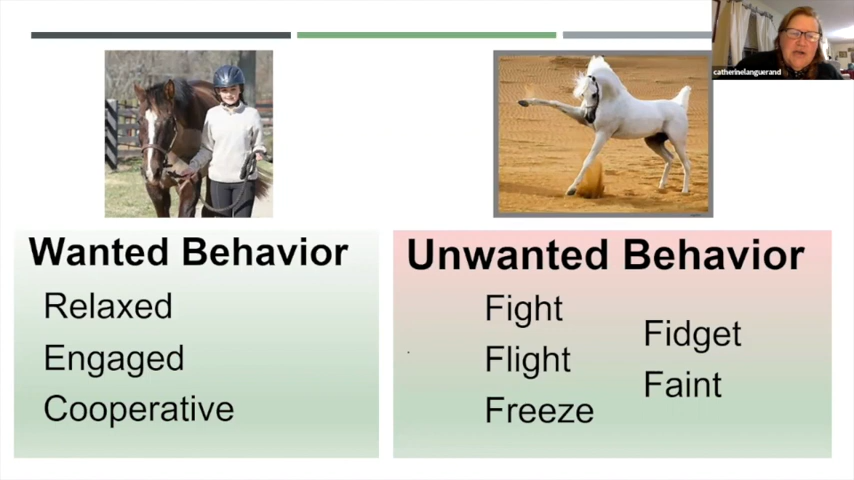 catherinelanguerand
Wanted Behavior
Relaxed
Engaged
Cooperative
Unwanted Behavior
Fight
Flight
Freeze
Fidget
Faint